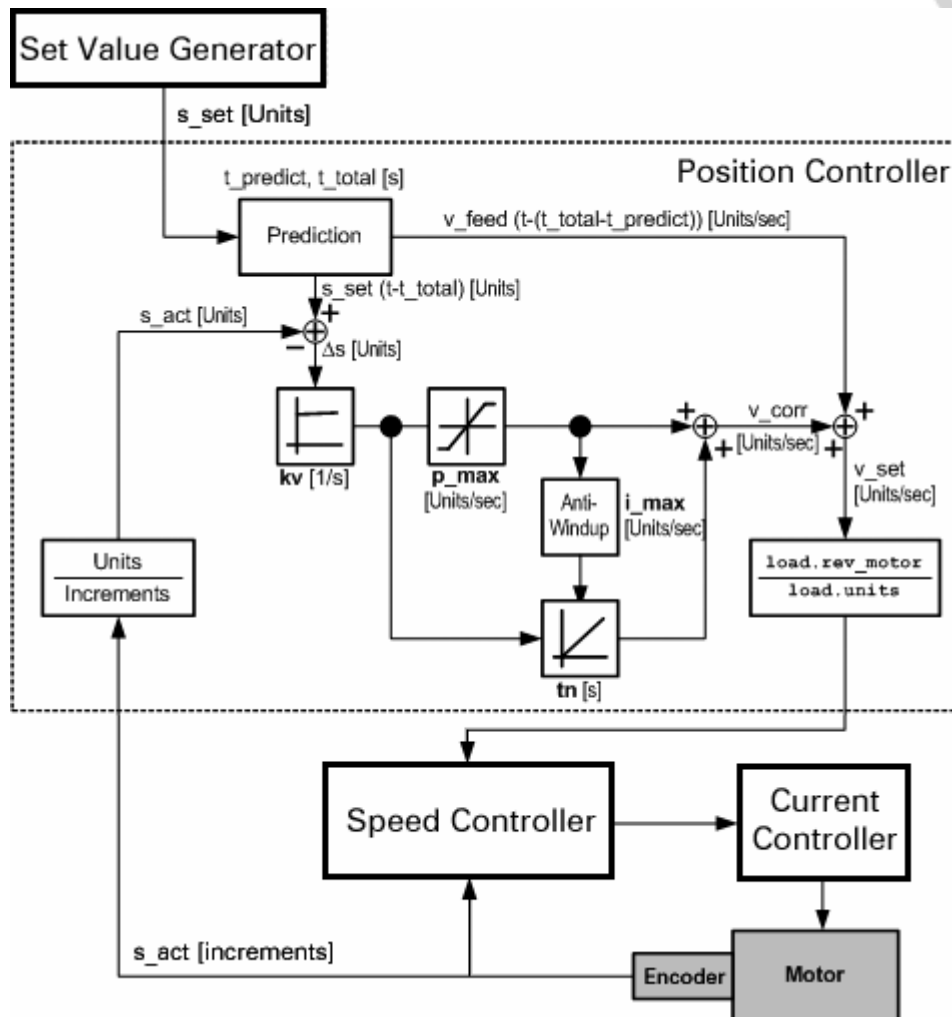 Set Value Generator
s_set [Units]
Position Controller
t_predict, t_total [s]
Prediction
v_feed (t-(t_total-t_predict)) [Units/sec]
s_set (t-t_total) [Units]
+
s_act [Units]
−
Δs [Units]
kv [1/s]
p_max
[Units/sec]
+
+
v_corr
[Units/sec]
+
+
v_set
[Units/sec]
Anti-
Windup
i_max
[Units/sec]
tn [s]
Units
Increments
load.rev_motor
load.units
Speed Controller
Current
Controller
s_act [increments]
Encoder
Motor